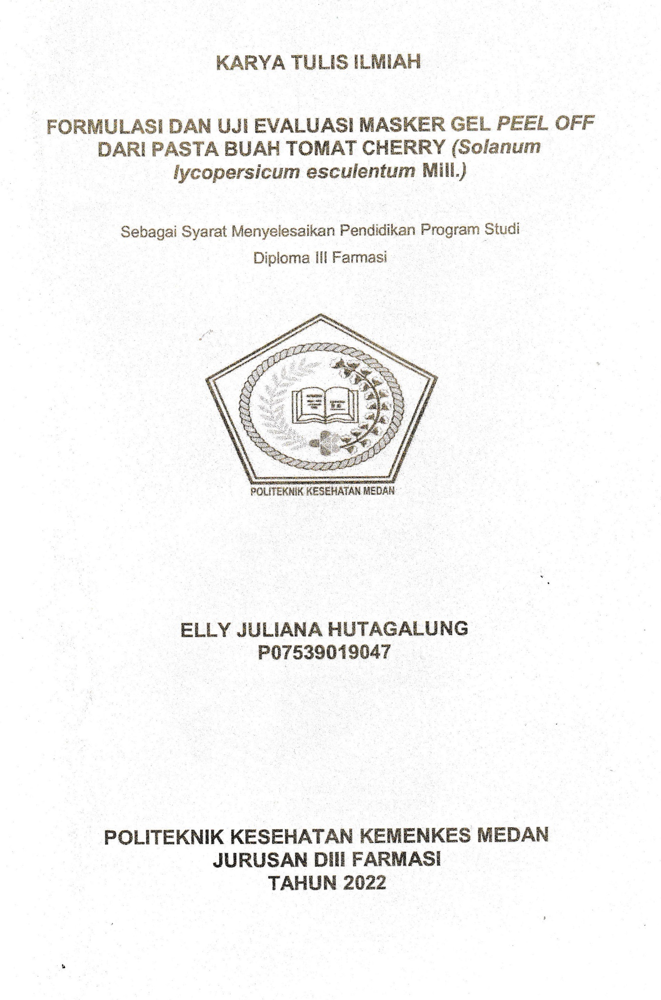 KARYA TULIS ILMIAH
FORMULASI DAN UJI EVALUASI MASKER GEL PEEL OFF
DARI PASTA BUAH TOMAT CHERRY (Solanum
lycopersicum esculentum Mill.)
Sebagai Syarat Menyelesaikan Pendidikan Program Studi
Diploma III Farmasi
POLITEKNIK KESEHATAN MEDAN
ELLY JULIANA HUTAGALUNG
P07539019047
POLITEKNIK KESEHATAN KEMENKES MEDAN
JURUSAN DIII FARMASI
TAHUN 2022